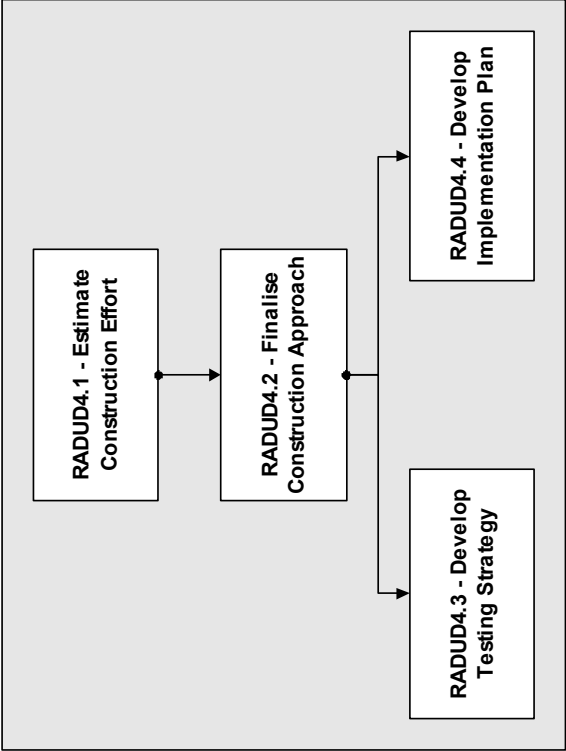 RADUD4.1 - Estimate
Construction Effort
RADUD4.2 - Finalise
Construction Approach
RADUD4.3 - Develop
Testing Strategy
RADUD4.4 - Develop
Implementation Plan